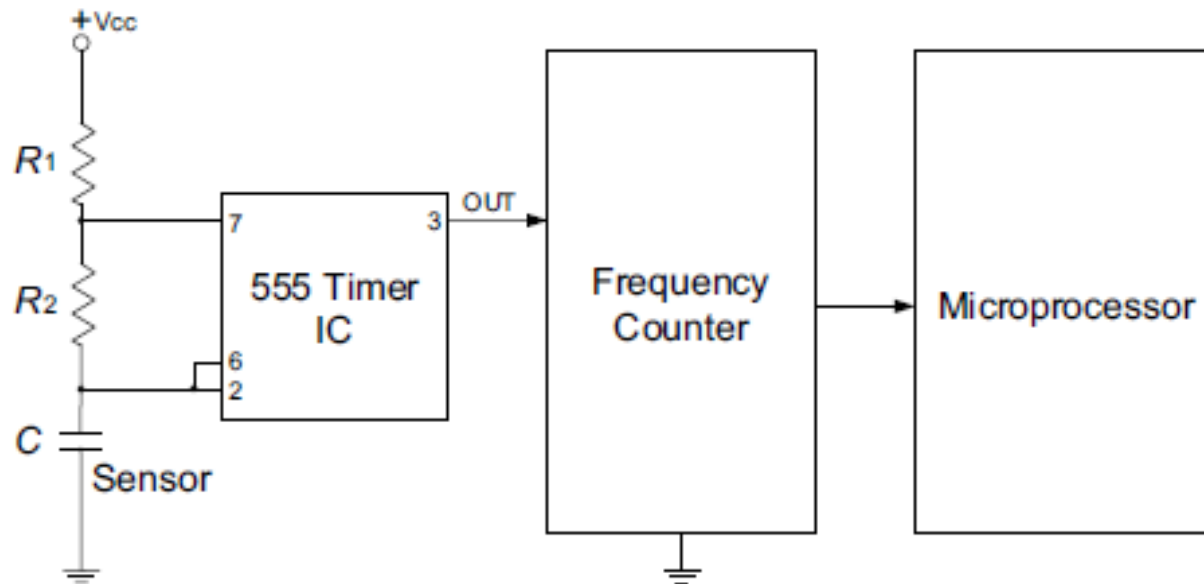 +Vcc
R1
7
3
OUT
R2
555 Timer
IC
6
2
Frequency
Counter
Microprocessor
C
Sensor